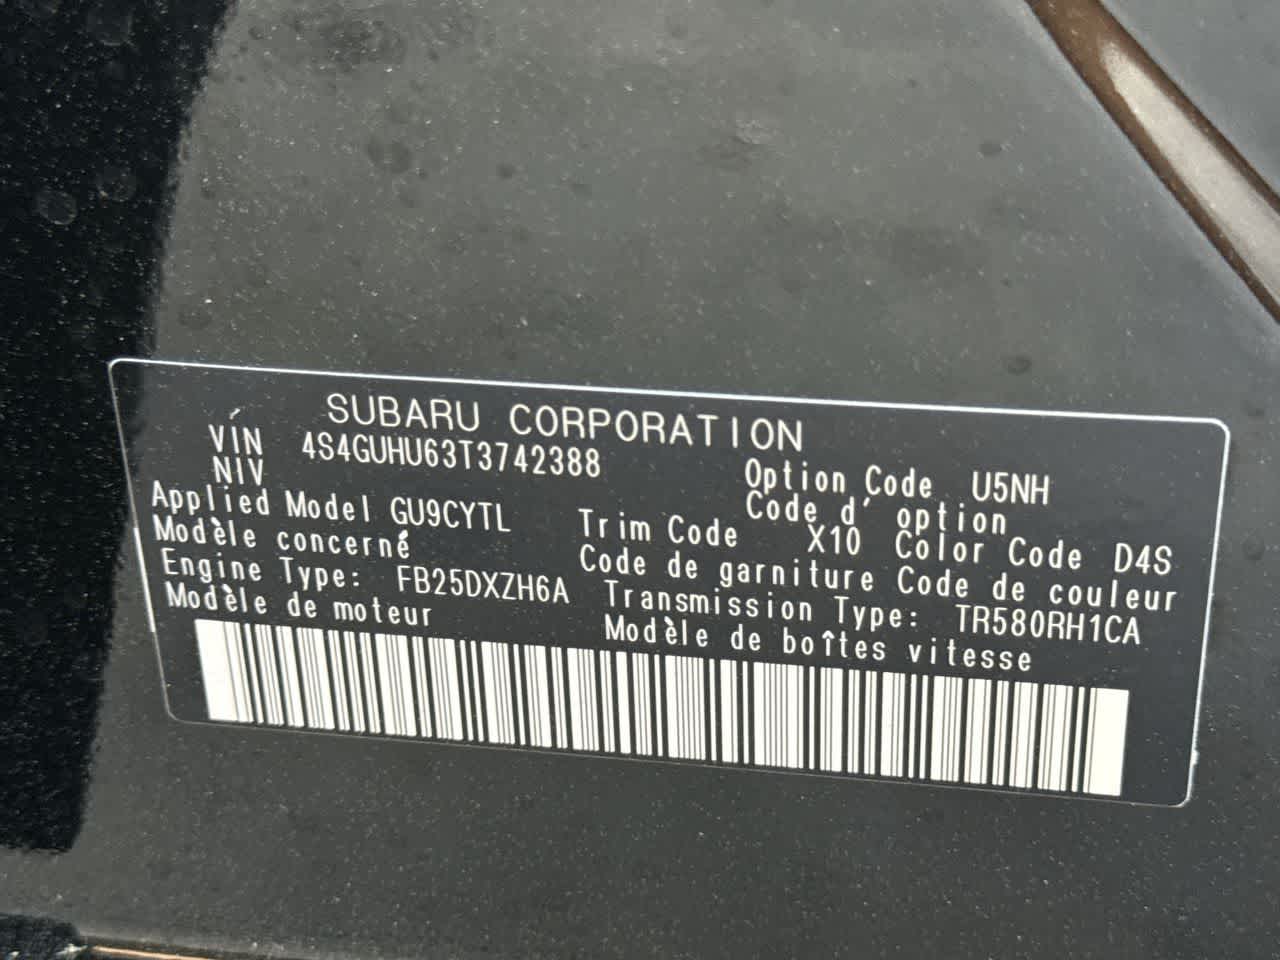 SUBARU CORPORATION
VIN 4S4GUHU63T3742388
NIV
Option Code U5NH
Code d' option
Applied Model GU9CYTL
Modèle concerné
Trim Code X10 Color Code D4S
Code de garniture Code de couleur
Engine Type: FB25DXZH6A
Modèle de moteur
Transmission Type: TR580RH1CA
Modèle de boîtes vitesse